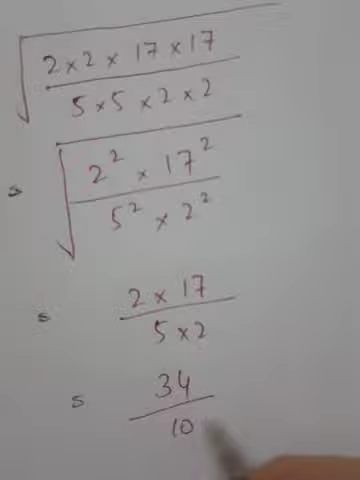 √(2 × 2 × 17 × 17 / 5 × 5 × 2 × 2)
= √(2² × 17² / 5² × 2²)
= 2 × 17 / 5 × 2
= 34 / 10